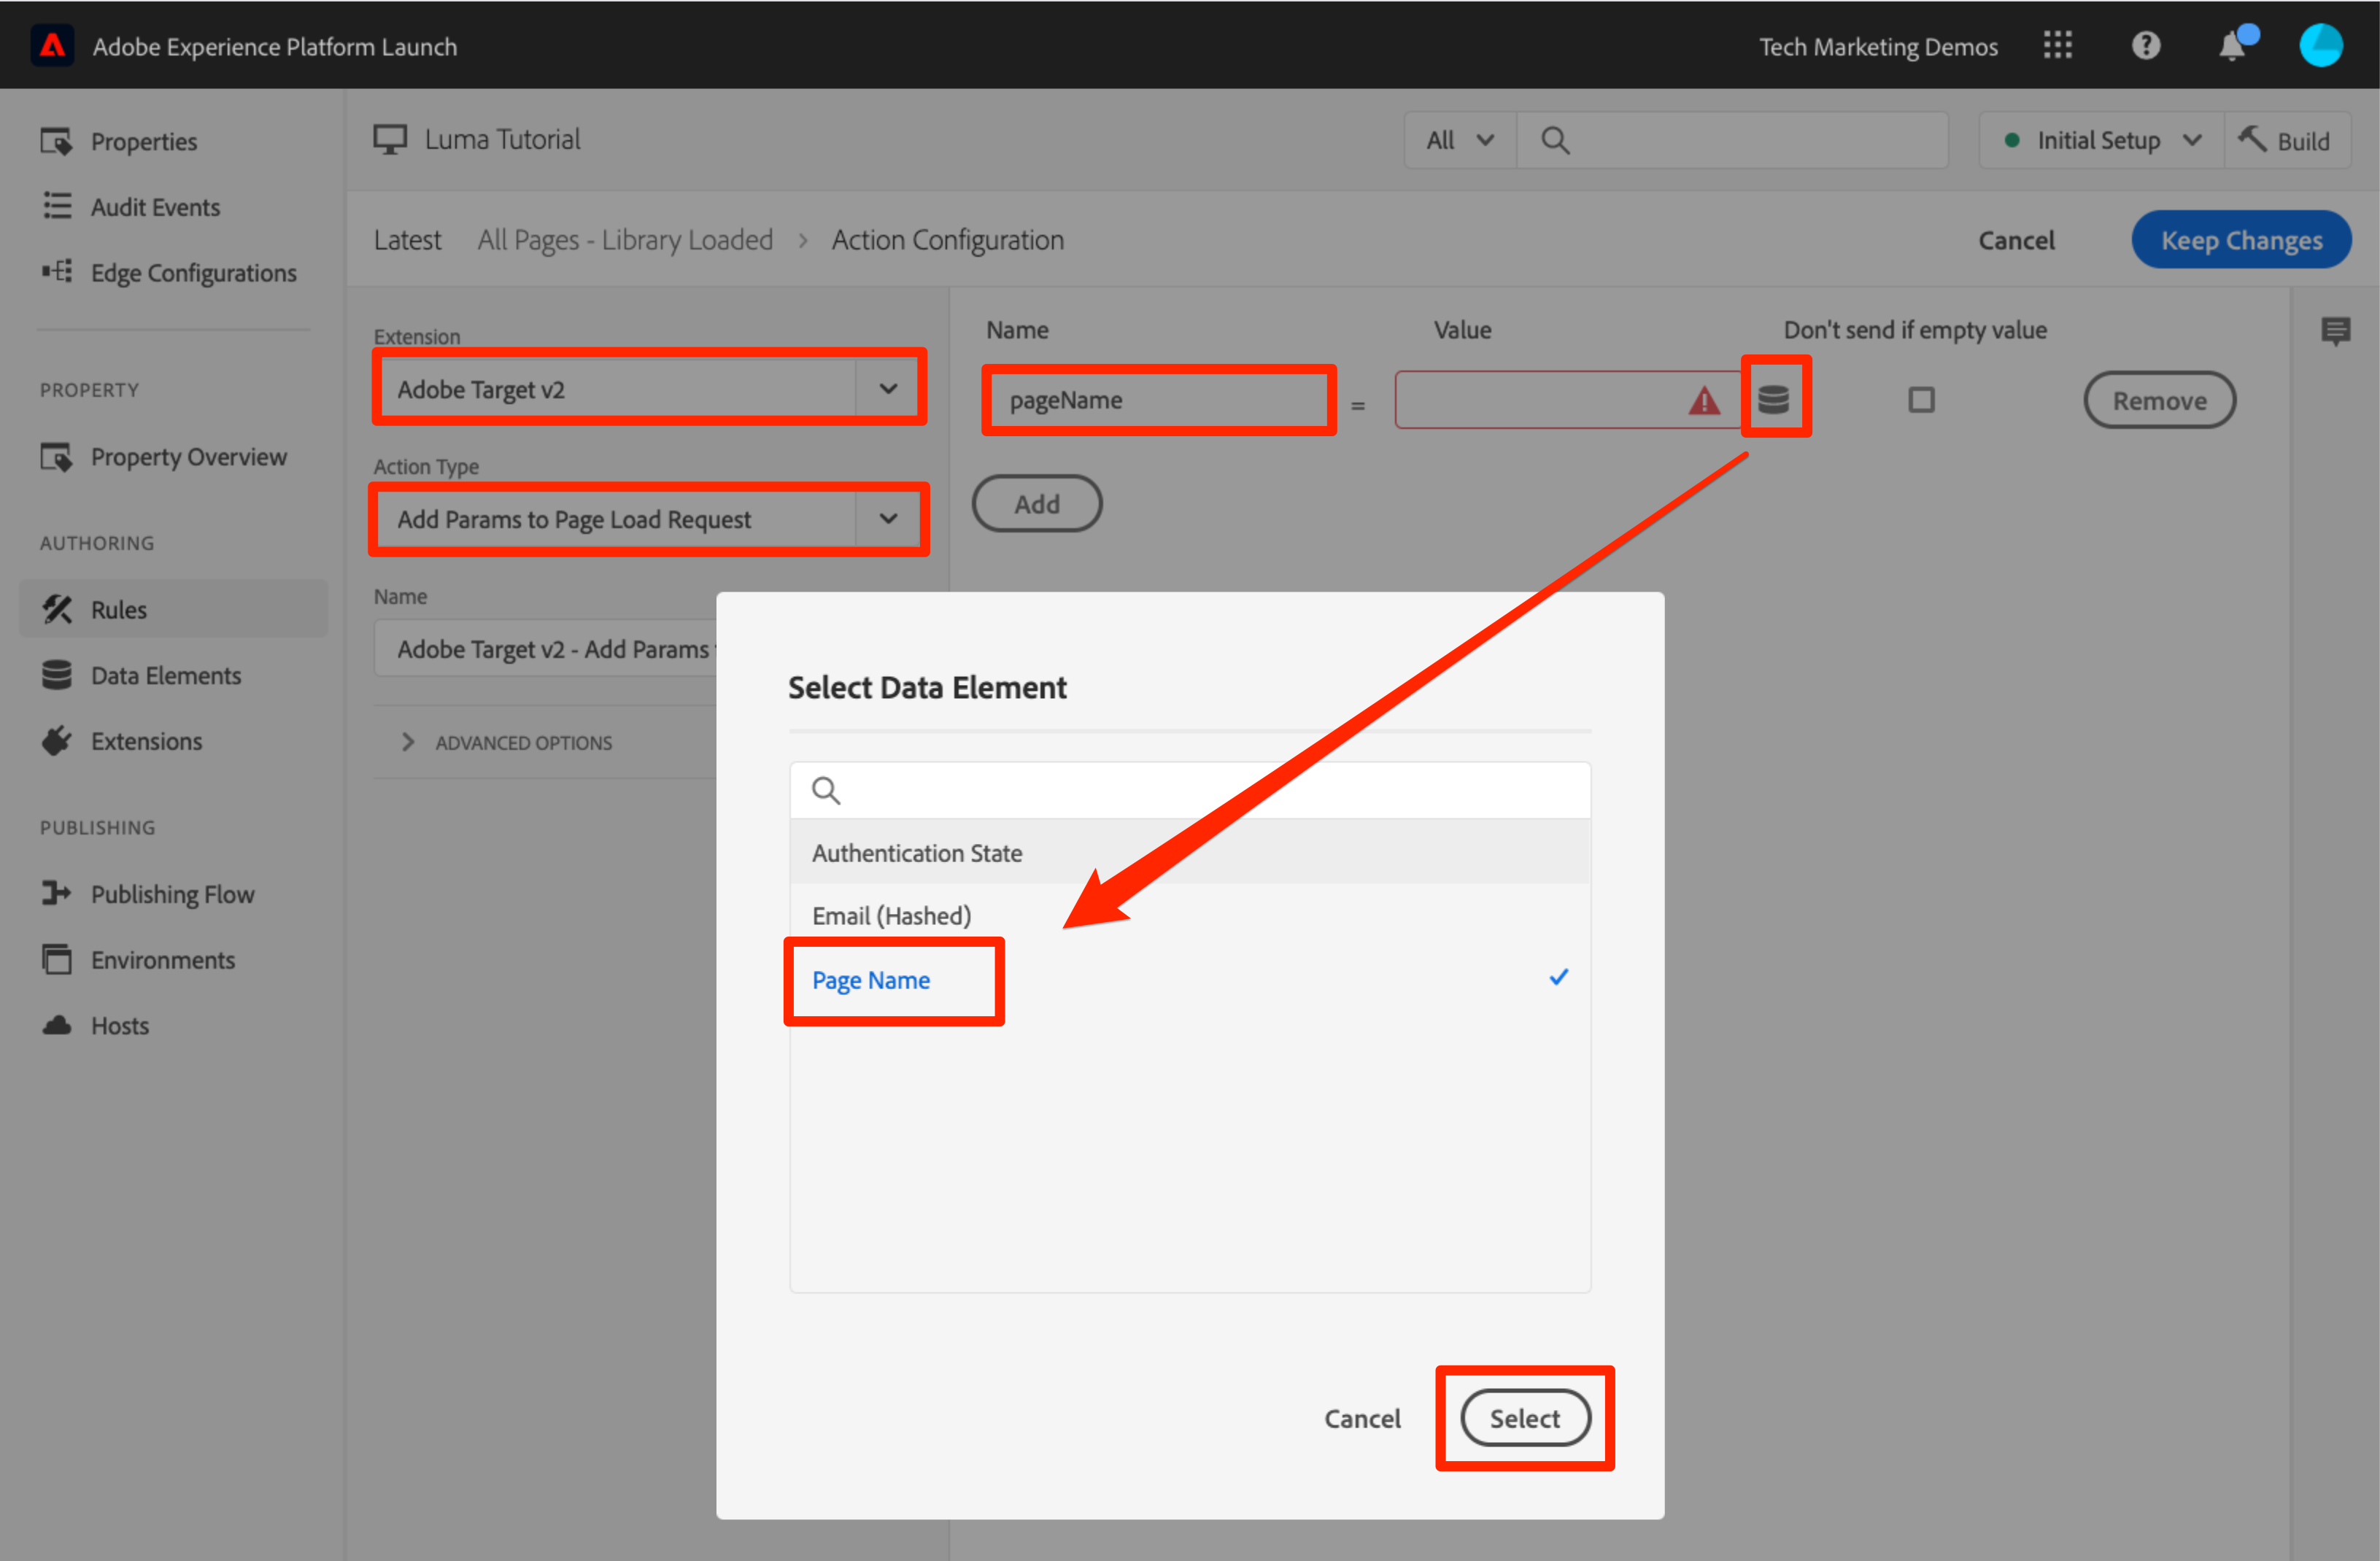 Adobe Experience Platform Launch
Tech Marketing Demos
Properties
Audit Events
Edge Configurations
PROPERTY
Property Overview
AUTHORING
Rules
Data Elements
Extensions
PUBLISHING
Publishing Flow
Environments
Hosts
Luma Tutorial
All
Initial Setup
Build
Latest All Pages - Library Loaded > Action Configuration
Cancel
Keep Changes
Extension
Adobe Target v2
Action Type
Add Params to Page Load Request
Name
Adobe Target v2 - Add Params
ADVANCED OPTIONS
Name Value Don't send if empty value
pageName =
Remove
Add
Select Data Element
Authentication State
Email (Hashed)
Page Name
Cancel
Select